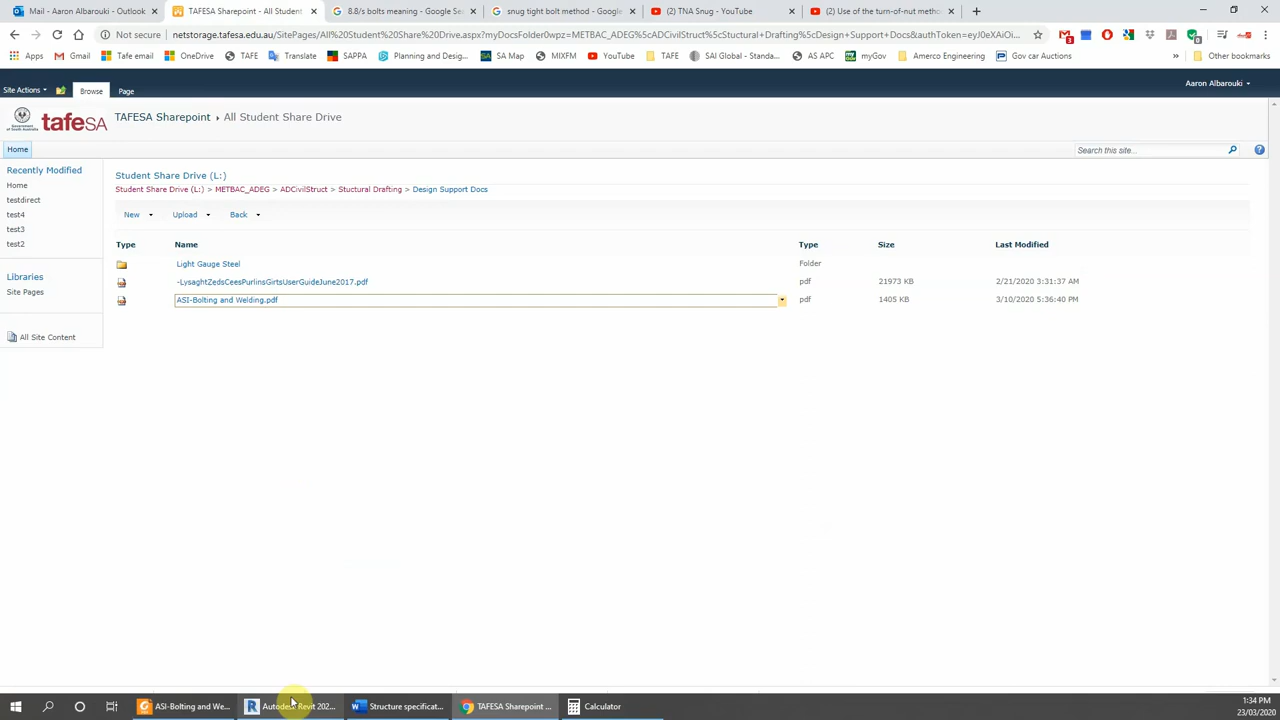 Mail - Aaron Albarouki - Outlook
TAFESA Sharepoint - All Student
8.8/s bolts meaning - Google Se
snug tight bolt method - Google
(2) TNA Snug - YouTube
(2) Use of the turn-of-nut metho
Not secure
netstorage.tafesa.edu.au/SitePages/All%20Student%20Share%20Drive.aspx?myDocsFolderwpz=METBAC_ADEG%5cADCivilStruct%5cStuctural+Drafting%5cDesign+Support+Docs&authToken=eyJ0eXAiOi...
Apps
Gmail
Tafe email
OneDrive
TAFE
Translate
SAPPA
Planning and Desig...
SA Map
MIXFM
YouTube
TAFE
SAI Global - Standa...
AS APC
myGov
Amerco Engineering
Gov car Auctions
Other bookmarks
Aaron Albarouki
Site Actions
Browse
Page
tafeSA
TAFESA Sharepoint
All Student Share Drive
Home
Search this site...
Recently Modified
Home
testdirect
test4
test3
test2
Libraries
Site Pages
All Site Content
Student Share Drive (L:)
Student Share Drive (L:) > METBAC_ADEG > ADCivilStruct > Stuctural Drafting > Design Support Docs
New
Upload
Back
Type Name Type Size Last Modified
Light Gauge Steel Folder
-LysaghtZedsCeesPurlinsGirtsUserGuideJune2017.pdf pdf 21973 KB 2/21/2020 3:31:37 AM
ASI-Bolting and Welding.pdf pdf 1405 KB 3/10/2020 5:36:40 PM
ASI-Bolting and We...
Autodesk Revit 202...
Structure specificat...
TAFESA Sharepoint ...
Calculator
1:34 PM
23/03/2020